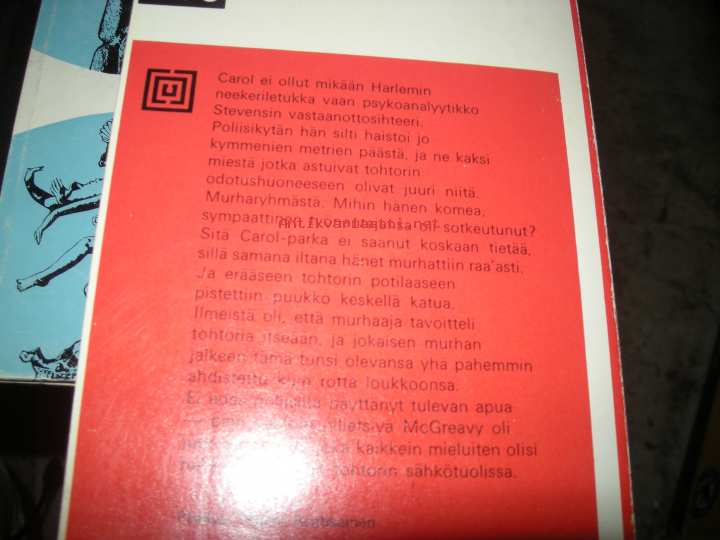 Carol ei ollut mikään Harlemin
neekeriletukka vaan psykoanalyytikko
Stevensin vastaanottosihteeri.
Poliisikytän hän silti haistoi jo
kymmenien metrien päästä, ja ne kaksi
miestä jotka astuivat tohtorin
odotushuoneeseen olivat juuri niitä.
Murharyhmästä. Mihin hänen komea,
sympaattinen oli sotkeutunut?
Sitä Carol-parka ei saanut koskaan tietää,
sillä samana iltana hänet murhattiin raa'asti.
Ja erääseen tohtorin potilaaseen
pistettiin puukko keskellä katua.
Ilmeistä oli, että murhaaja tavoitteli
tohtoria itseään, ja jokaisen murhan
jälkeen tämä tunsi olevansa yhä pahemmin
ahdistettu kuin rotta loukkoonsa.
näyttänyt tulevan apua
McGreavy oli
kaikkein mieluiten olisi
tohtorin sähkötuolissa.